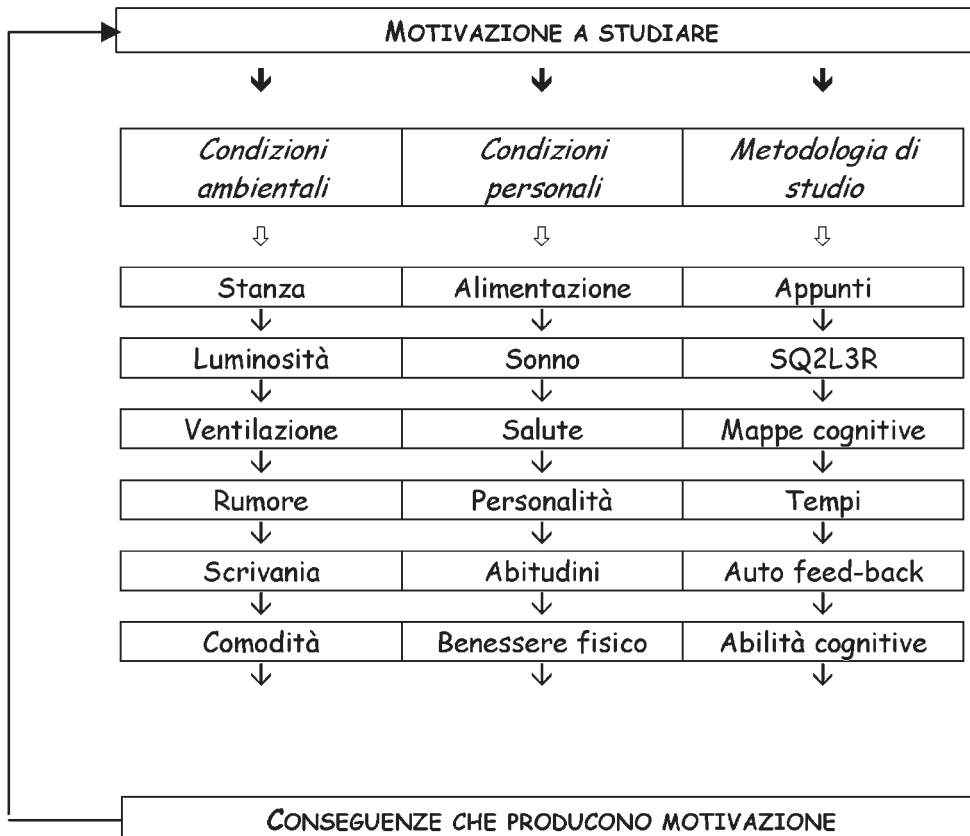 MOTIVAZIONE A STUDIARE
Condizioni ambientali
Condizioni personali
Metodologia di studio
Stanza Alimentazione Appunti
Luminosità Sonno SQ2L3R
Ventilazione Salute Mappe cognitive
Rumore Personalità Tempi
Scrivania Abitudini Auto feed-back
Comodità Benessere fisico Abilità cognitive
CONSEGUENZE CHE PRODUCONO MOTIVAZIONE